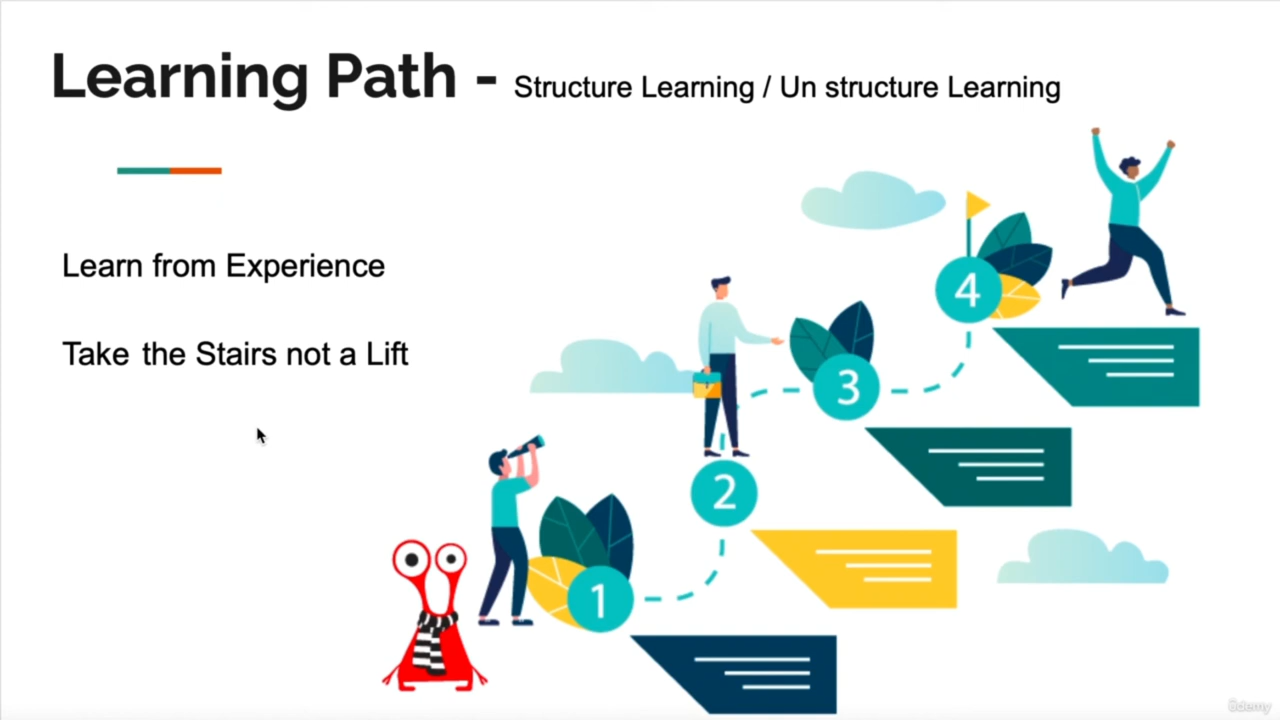 Learning Path - Structure Learning / Un structure Learning
Learn from Experience
Take the Stairs not a Lift
4
3
2
1
ûdemy